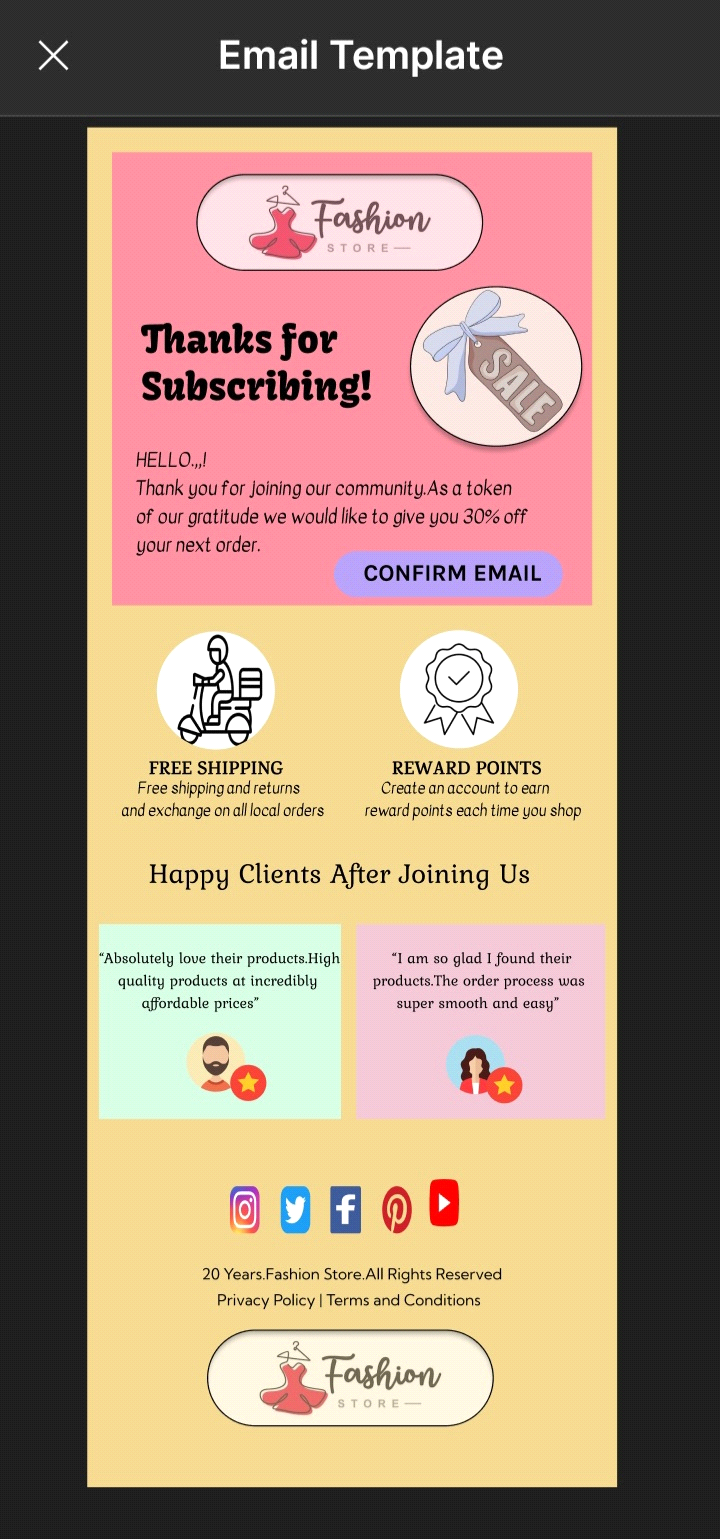 Email Template
Fashion
STORE
Thanks for
Subscribing!
SALE
HELLO.,,!
Thank you for joining our community.As a token
of our gratitude we would like to give you 30% off
your next order.
CONFIRM EMAIL
FREE SHIPPING
Free shipping and returns
and exchange on all local orders
REWARD POINTS
Create an account to earn
reward points each time you shop
Happy Clients After Joining Us
“Absolutely love their products.High
quality products at incredibly
affordable prices”
“I am so glad I found their
products.The order process was
super smooth and easy”
20 Years.Fashion Store.All Rights Reserved
Privacy Policy | Terms and Conditions
Fashion
STORE